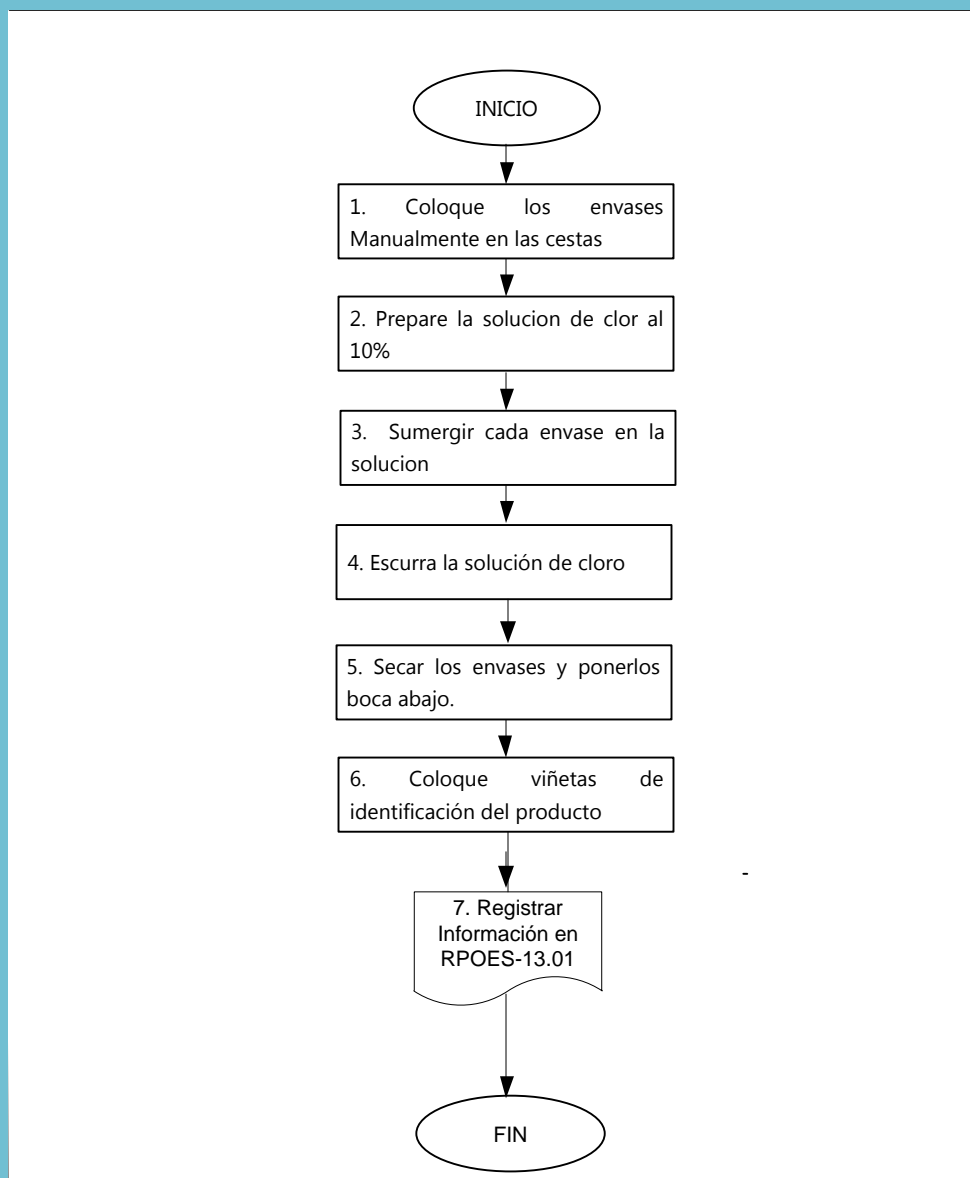 INICIO
1. Coloque los envases
Manualmente en las cestas
2. Prepare la solucion de clor al
10%
3. Sumergir cada envase en la
solucion
4. Escurra la solución de cloro
5. Secar los envases y ponerlos
boca abajo.
6. Coloque viñetas de
identificación del producto
-
7. Registrar
Información en
RPOES-13.01
FIN